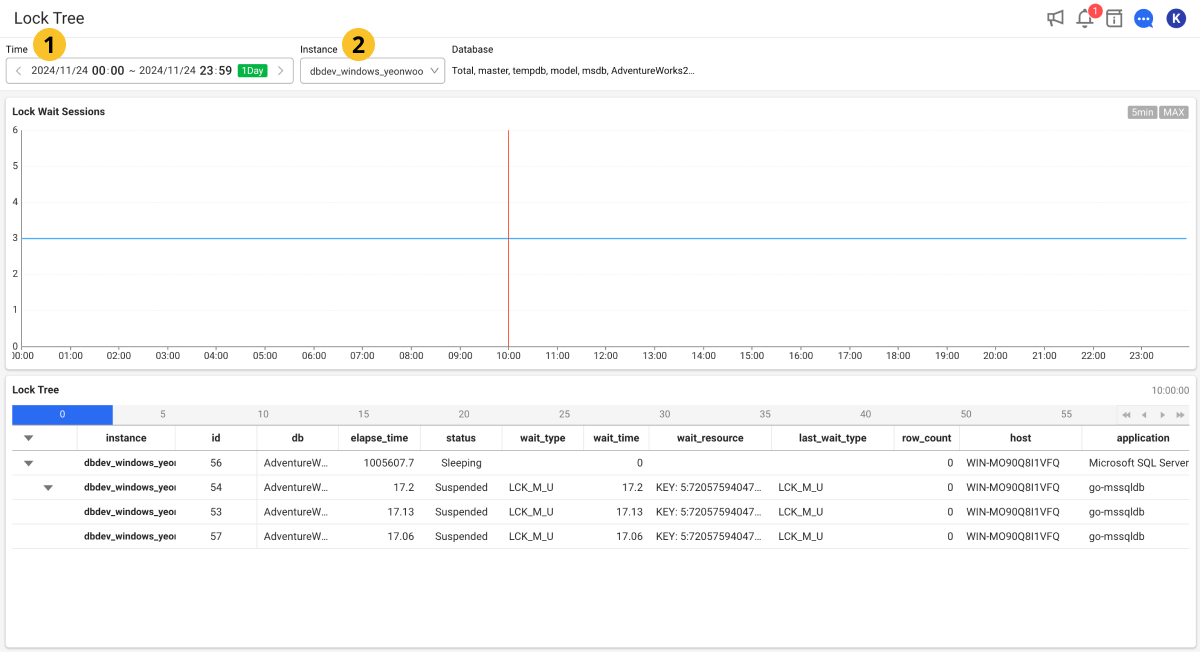 Lock Tree
1
K
Time
1
Instance
2
Database
2024/11/24 00:00 ~ 2024/11/24 23:59 1Day
dbdev_windows_yeonwoo
Total, master, tempdb, model, msdb, AdventureWorks2...
Lock Wait Sessions
5min MAX
6
5
4
3
2
1
0
00:00 01:00 02:00 03:00 04:00 05:00 06:00 07:00 08:00 09:00 10:00 11:00 12:00 13:00 14:00 15:00 16:00 17:00 18:00 19:00 20:00 21:00 22:00 23:00
Lock Tree
10:00:00
0 5 10 15 20 25 30 35 40 45 50 55
instance id db elapse_time status wait_type wait_time wait_resource last_wait_type row_count host application
dbdev_windows_yeon 56 AdventureW... 1005607.7 Sleeping 0 0 WIN-MO90Q8I1VFQ Microsoft SQL Server
dbdev_windows_yeon 54 AdventureW... 17.2 Suspended LCK_M_U 17.2 KEY: 5:72057594047... LCK_M_U 0 WIN-MO90Q8I1VFQ go-mssqldb
dbdev_windows_yeon 53 AdventureW... 17.13 Suspended LCK_M_U 17.13 KEY: 5:72057594047... LCK_M_U 0 WIN-MO90Q8I1VFQ go-mssqldb
dbdev_windows_yeon 57 AdventureW... 17.06 Suspended LCK_M_U 17.06 KEY: 5:72057594047... LCK_M_U 0 WIN-MO90Q8I1VFQ go-mssqldb